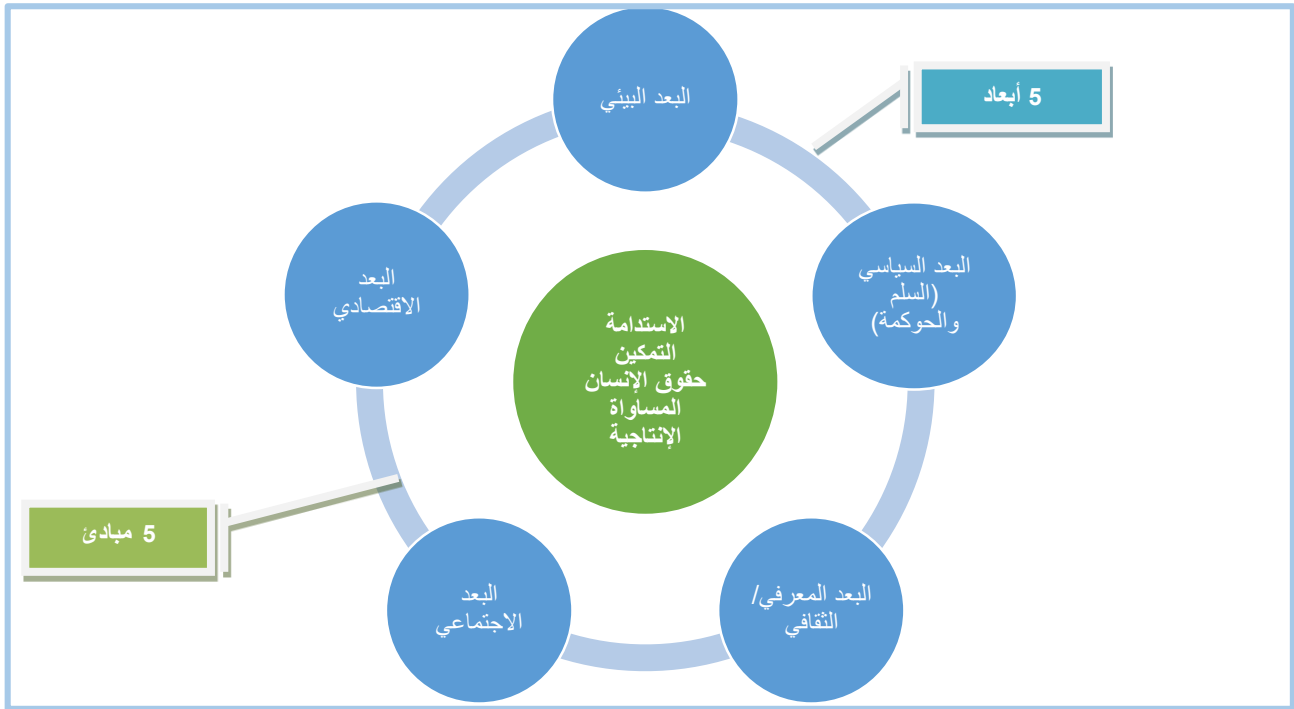 البعد البيئي
5 أبعاد
البعد السياسي
(السلم
والحوكمة)
البعد
الاقتصادي
الاستدامة
التمكين
حقوق الإنسان
المساواة
الإنتاجية
5 مبادئ
البعد المعرفي/
الثقافي
البعد
الاجتماعي